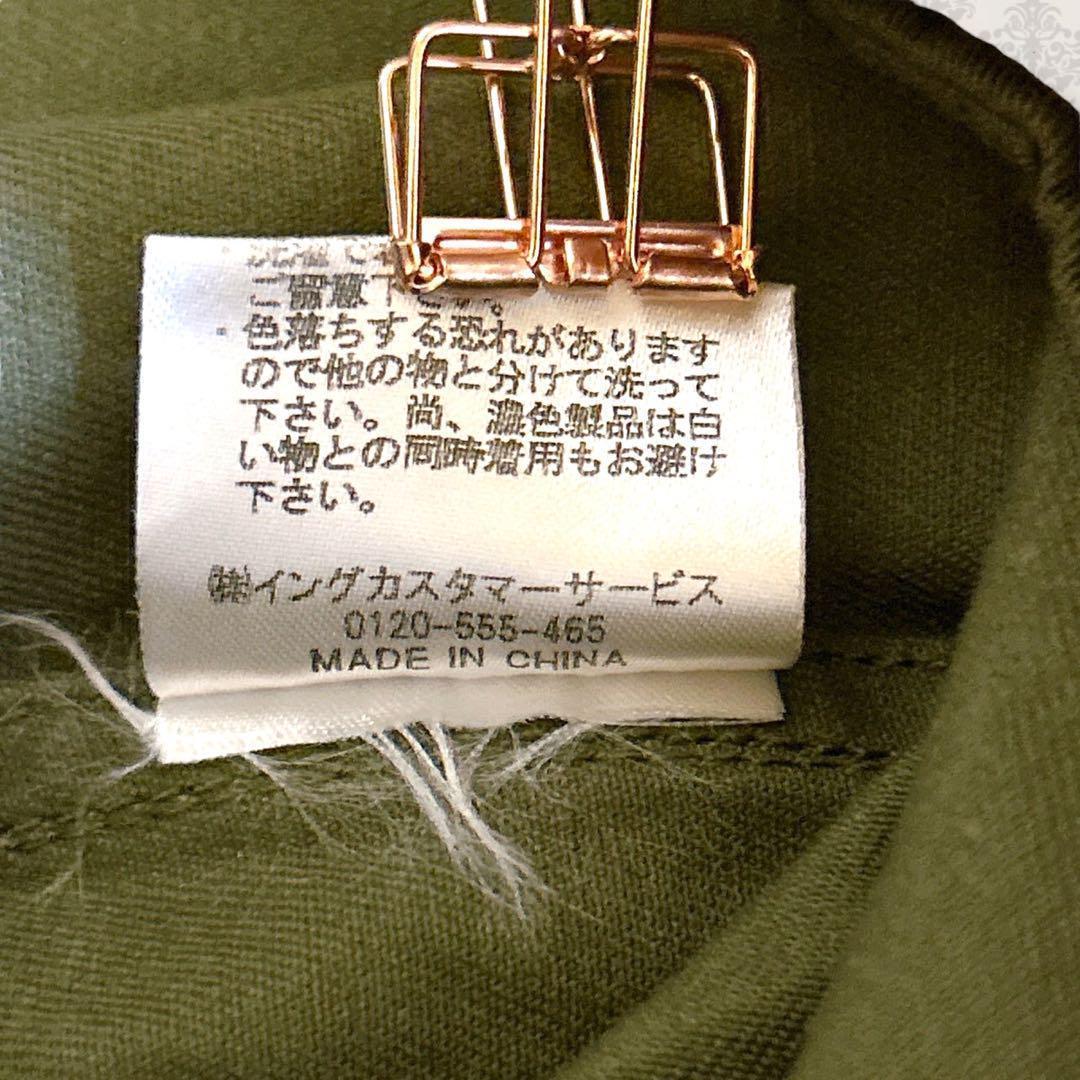 ご留意下さい。
・色落ちする恐れがあります
ので他の物と分けて洗って
下さい。尚、濃色製品は白
い物との同時着用もお避け
下さい。
㈱イングカスタマーサービス
0120-555-465
MADE IN CHINA